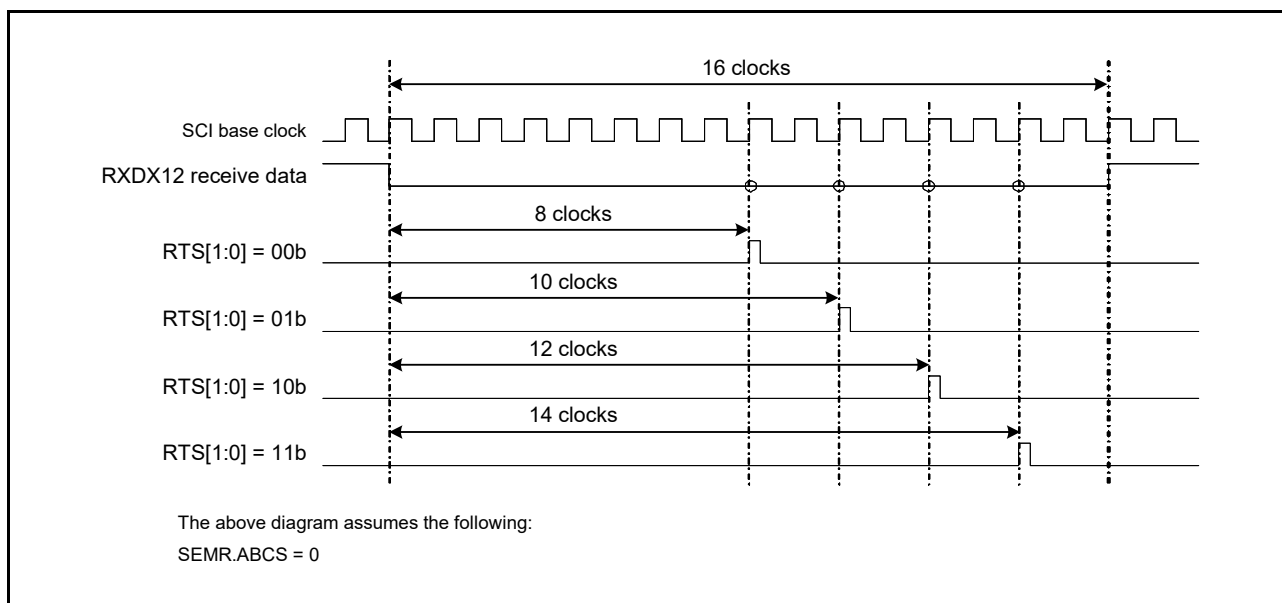 16 clocks
SCI base clock
RXDX12 receive data
8 clocks
RTS[1:0] = 00b
10 clocks
RTS[1:0] = 01b
12 clocks
RTS[1:0] = 10b
14 clocks
RTS[1:0] = 11b
The above diagram assumes the following:
SEMR.ABCS = 0